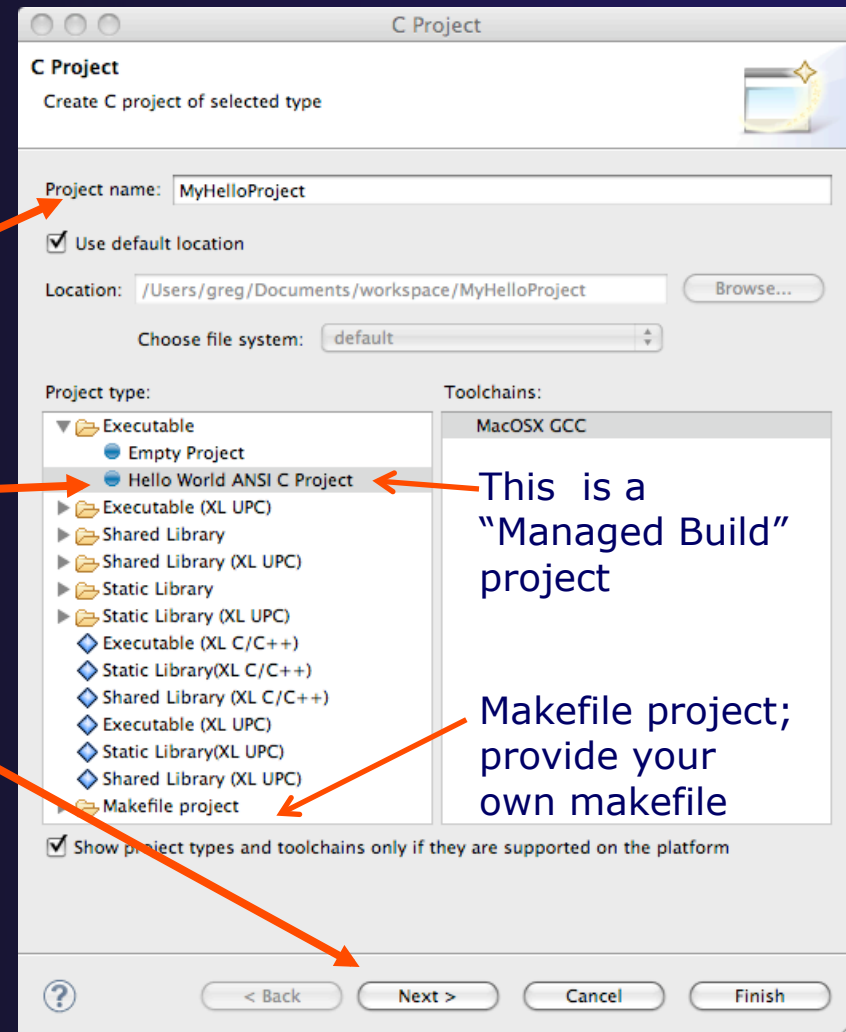 C Project
C Project
Create C project of selected type
Project name: MyHelloProject
Use default location
Location: /Users/greg/Documents/workspace/MyHelloProject Browse...
Choose file system: default
Project type:
Executable
Empty Project
Hello World ANSI C Project
Executable (XL UPC)
Shared Library
Shared Library (XL UPC)
Static Library
Static Library (XL UPC)
Executable (XL C/C++)
Static Library(XL C/C++)
Shared Library (XL C/C++)
Executable (XL UPC)
Static Library(XL UPC)
Shared Library (XL UPC)
Makefile project
Toolchains:
MacOSX GCC
This is a
“Managed Build”
project
Makefile project;
provide your
own makefile
Show project types and toolchains only if they are supported on the platform
? < Back Next > Cancel Finish